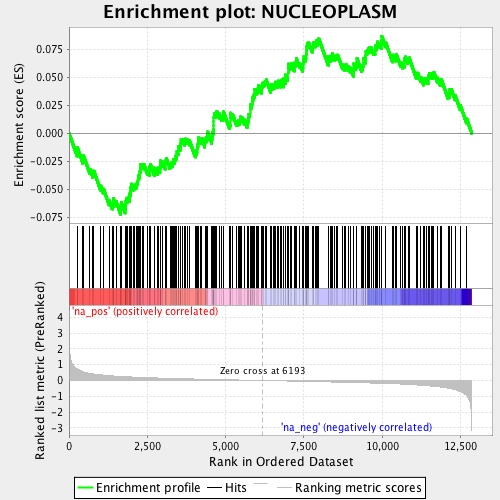 Enrichment plot: NUCLEOPLASM
Enrichment score (ES)
0.075
0.050
0.025
0.000
-0.025
-0.050
-0.075
'na_pos' (positively correlated)
Ranked list metric (PreRanked)
4
3
2
1
0
-1
-2
-3
Zero cross at 6193
'na_neg' (negatively correlated)
0
2,500
5,000
7,500
10,000
12,500
Rank in Ordered Dataset
Enrichment profile
Hits
Ranking metric scores